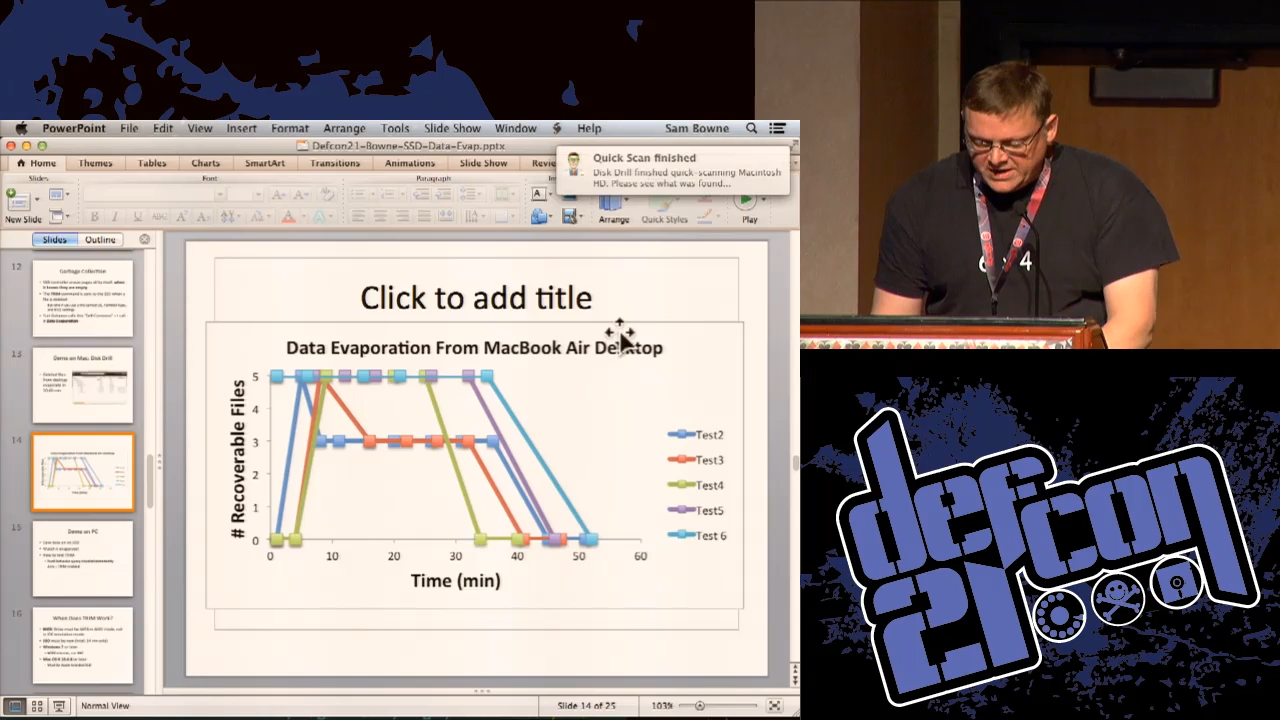 PowerPoint File Edit View Insert Format Arrange Tools Slide Show Window Help Sam Bowne
Defcon21-Bowne-SSD-Data-Evap.pptx
Home Themes Tables Charts SmartArt Transitions Animations Slide Show Revi
Quick Scan finished
Disk Drill finished quick-scanning Macintosh
HD. Please see what was found...
Slides Font Paragraph
New Slide
B I U ABC
Arrange Quick Styles Play
Slides Outline
12
Garbage Collection
13
Demo on Mac: Disk Drill
14
15
Demo on PC
16
When Does TRIM Work?
Click to add title
Data Evaporation From MacBook Air Desktop
# Recoverable Files
5
4
3
2
1
0
0 10 20 30 40 50 60
Time (min)
Test2
Test3
Test4
Test5
Test 6
Normal View Slide 14 of 25 103%
defcon
21